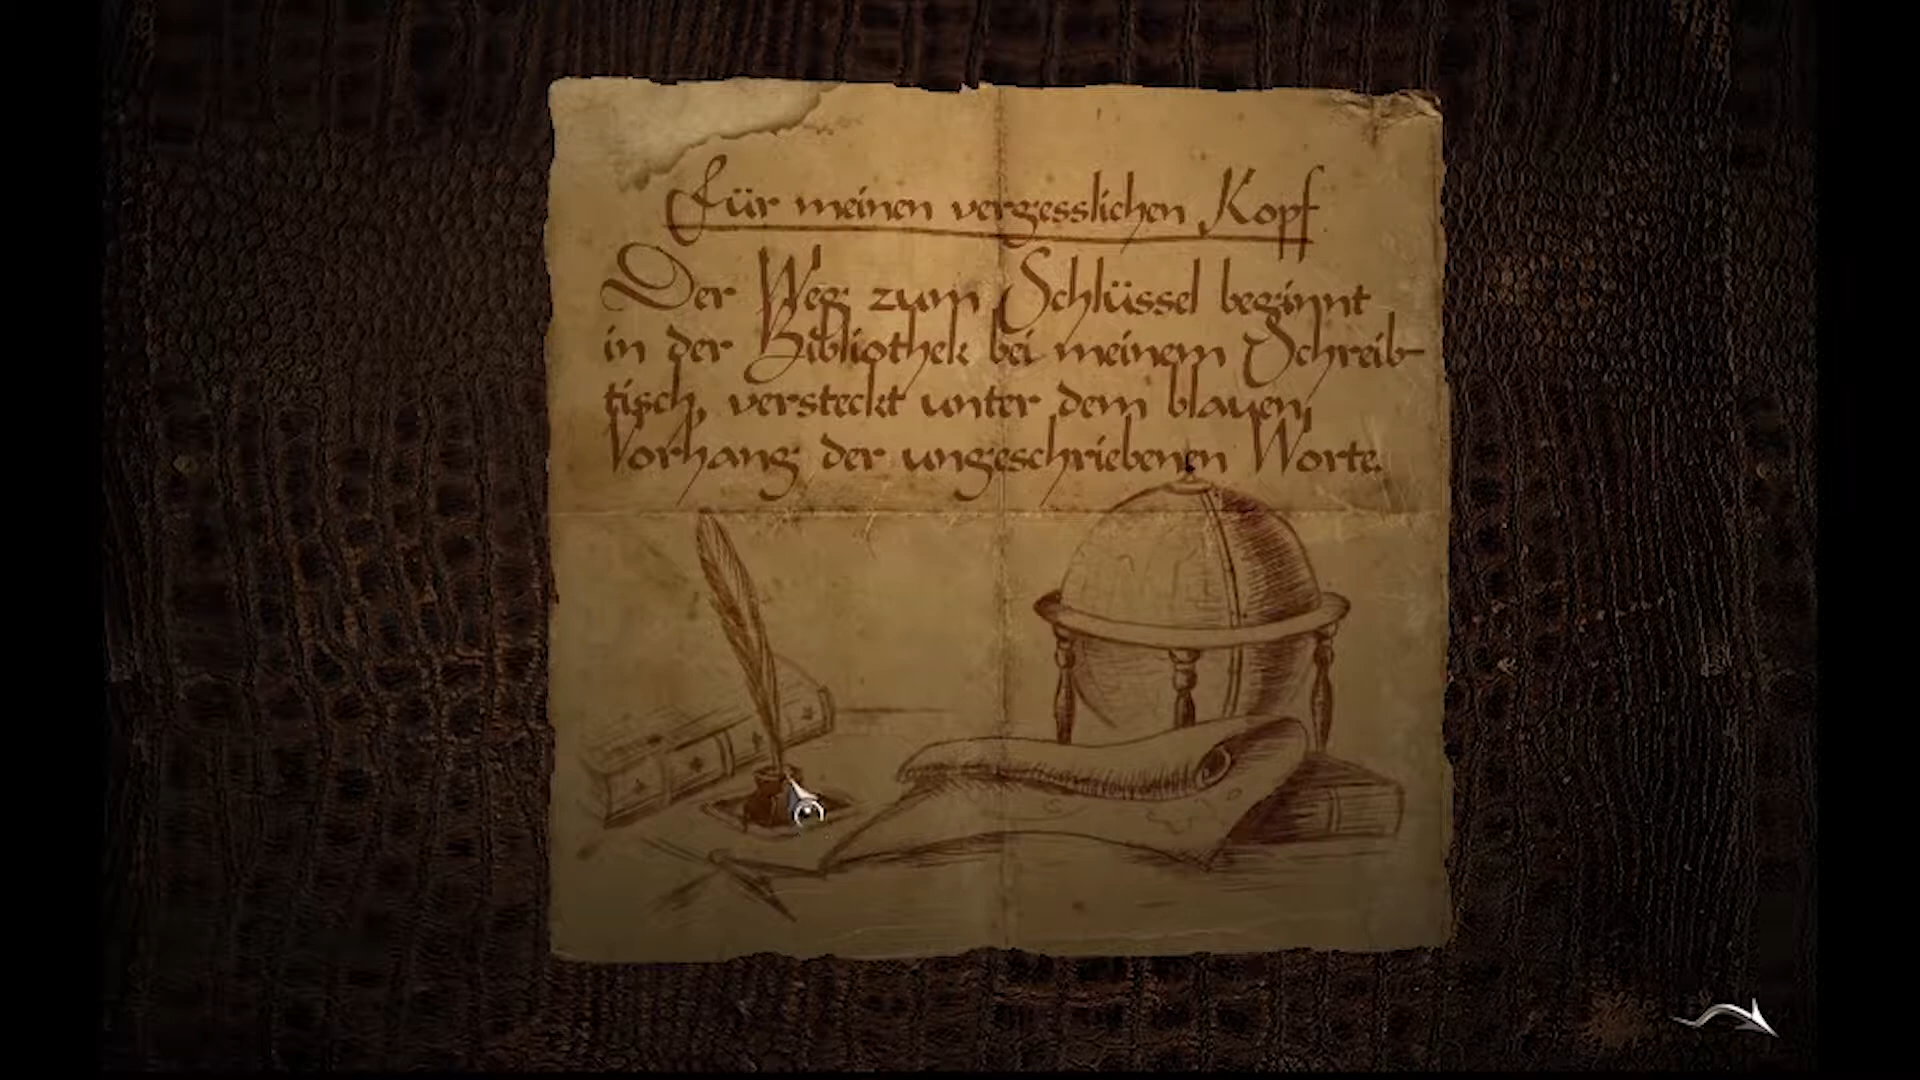 Für meinen vergesslichen Kopf
Der Weg zum Schlüssel beginnt
in der Bibliothek bei meinem Schreib-
tisch, versteckt unter dem blauen
Vorhang der ungeschriebenen Worte.